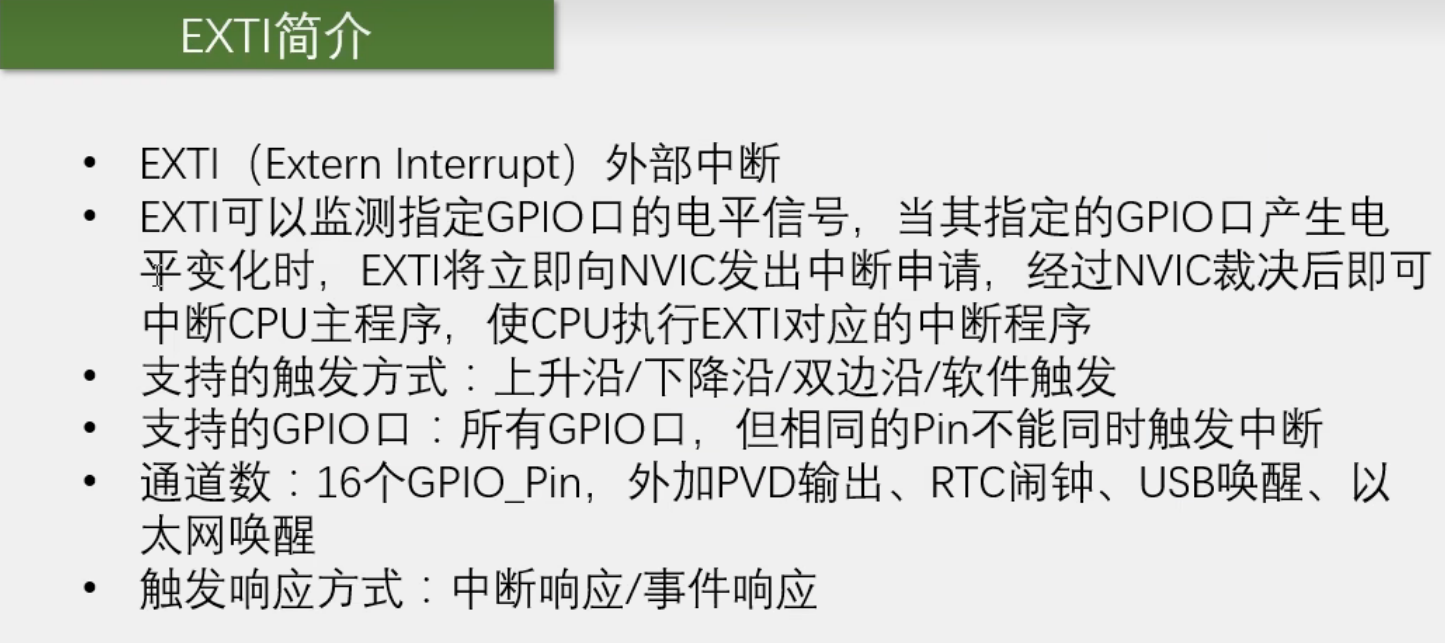 EXTI简介
• EXTI（Extern Interrupt）外部中断
• EXTI可以监测指定GPIO口的电平信号，当其指定的GPIO口产生电
平变化时，EXTI将立即向NVIC发出中断申请，经过NVIC裁决后即可
中断CPU主程序，使CPU执行EXTI对应的中断程序
• 支持的触发方式：上升沿/下降沿/双边沿/软件触发
• 支持的GPIO口：所有GPIO口，但相同的Pin不能同时触发中断
• 通道数：16个GPIO_Pin，外加PVD输出、RTC闹钟、USB唤醒、以
太网唤醒
• 触发响应方式：中断响应/事件响应